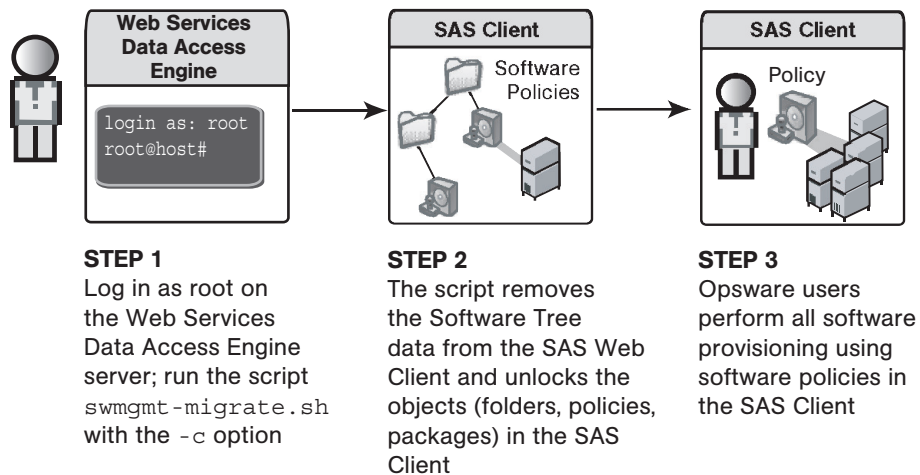 Web Services
Data Access
Engine
login as: root
root@host#
SAS Client
Software
Policies
SAS Client
Policy
STEP 1
Log in as root on
the Web Services
Data Access Engine
server; run the script
swmgmt-migrate.sh
with the -c option
STEP 2
The script removes
the Software Tree
data from the SAS Web
Client and unlocks the
objects (folders, policies,
packages) in the SAS
Client
STEP 3
Opsware users
perform all software
provisioning using
software policies in
the SAS Client